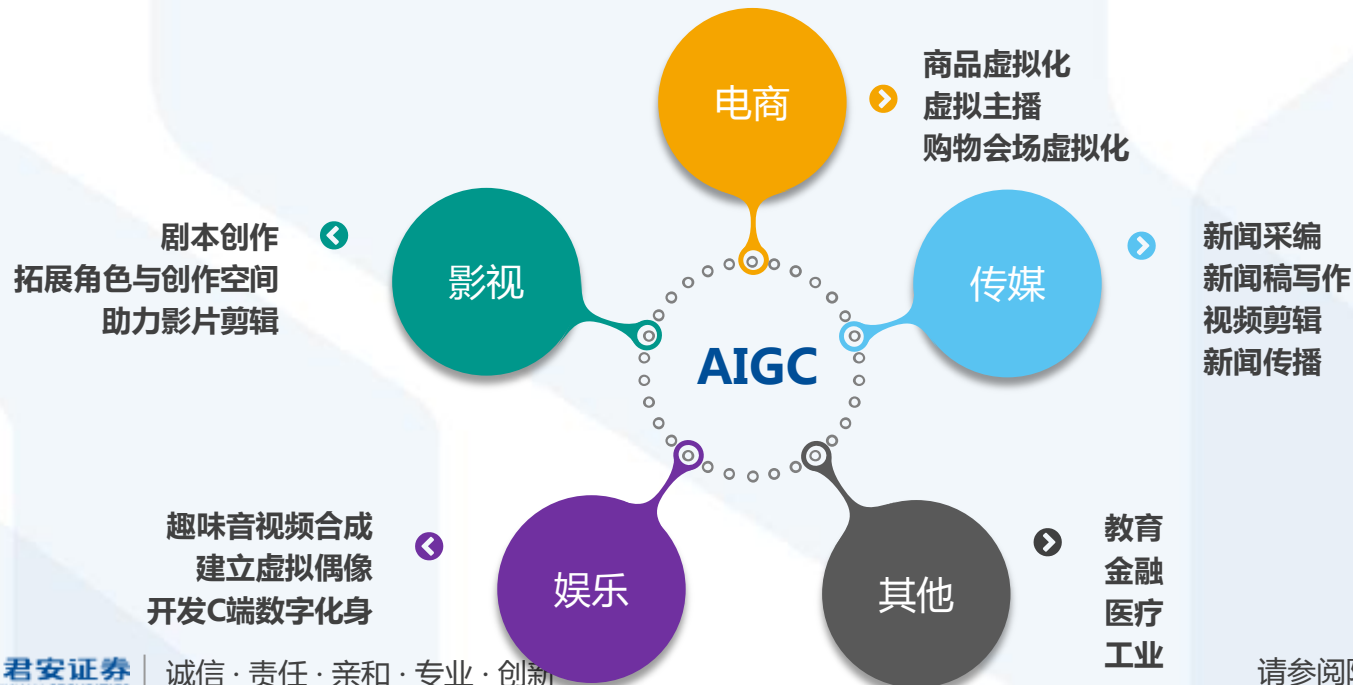 电商
商品虚拟化
虚拟主播
购物会场虚拟化
影视
剧本创作
拓展角色与创作空间
助力影片剪辑
传媒
新闻采编
新闻稿写作
视频剪辑
新闻传播
AIGC
娱乐
趣味音视频合成
建立虚拟偶像
开发C端数字化身
其他
教育
金融
医疗
工业
君安证券
诚信·责任·亲和·专业·创新
请参阅